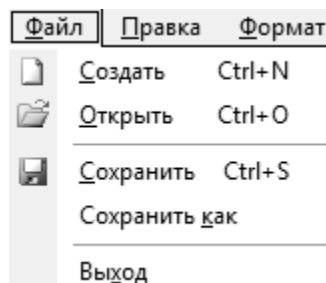 Файл Правка Формат
Создать Ctrl+N
Открыть Ctrl+O
Сохранить Ctrl+S
Сохранить как
Выход